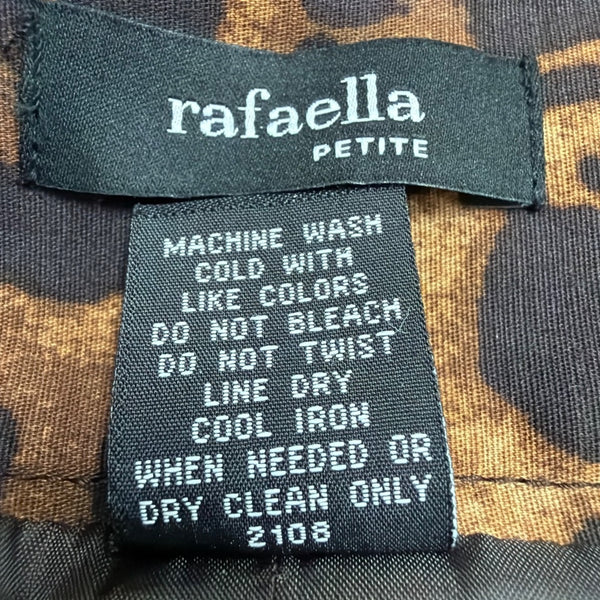 rafaella
PETITE
MACHINE WASH
COLD WITH
LIKE COLORS
DO NOT BLEACH
DO NOT TWIST
LINE DRY
COOL IRON
WHEN NEEDED OR
DRY CLEAN ONLY
2106